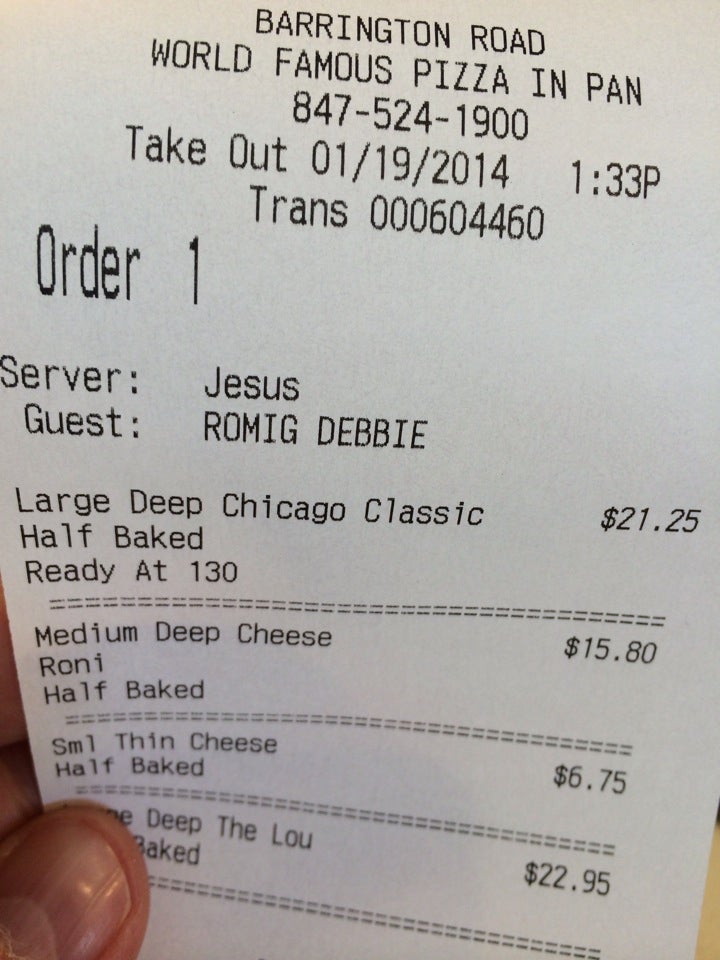 BARRINGTON ROAD
WORLD FAMOUS PIZZA IN PAN
847-524-1900
Take Out 01/19/2014 1:33P
Trans 000604460
Order 1
Server: Jesus
Guest: ROMIG DEBBIE
Large Deep Chicago Classic $21.25
Half Baked
Ready At 130
=====================================
Medium Deep Cheese $15.80
Roni
Half Baked
=====================================
Sml Thin Cheese
Half Baked $6.75
=====================================
Deep The Lou
Baked $22.95
=====================================